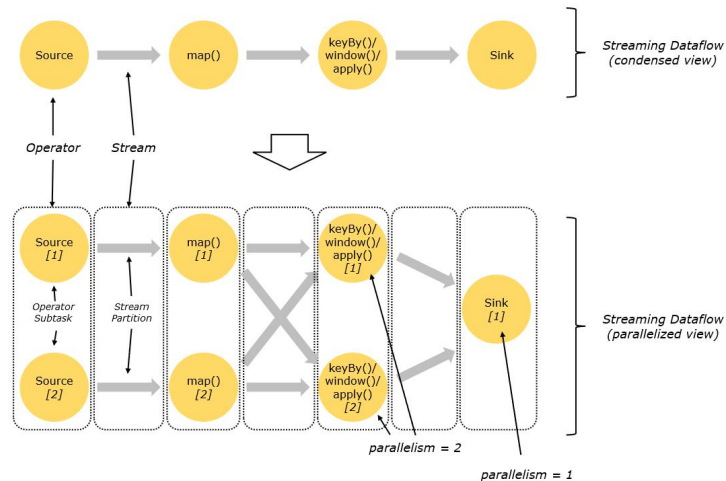 Source
map()
keyBy()/
window()/
apply()
Sink
Streaming Dataflow
(condensed view)
Operator
Stream
Source
[1]
map()
[1]
keyBy()/
window()/
apply()
[1]
Operator
Subtask
Stream
Partition
Sink
[1]
Streaming Dataflow
(parallelized view)
Source
[2]
map()
[2]
keyBy()/
window()/
apply()
[2]
parallelism = 2
parallelism = 1